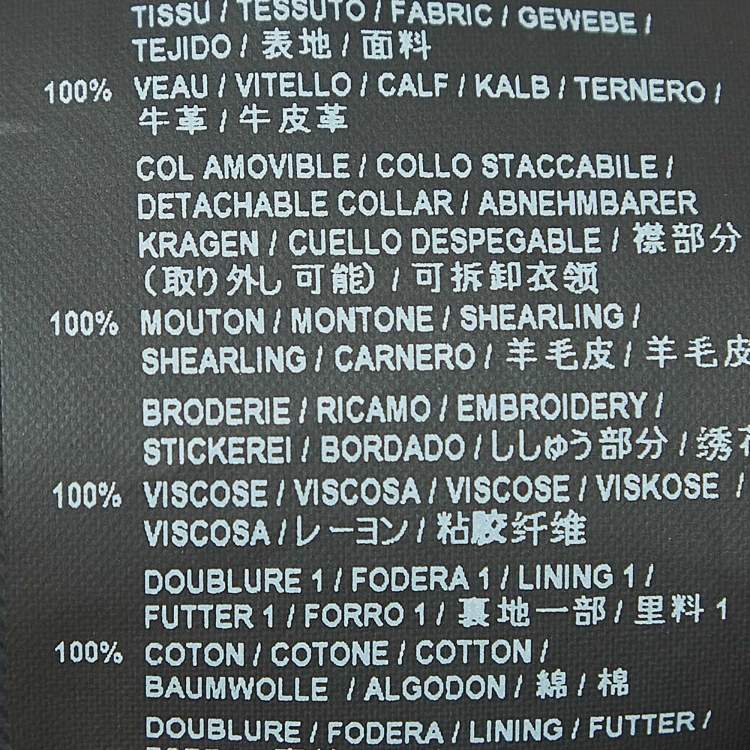 TISSU / TESSUTO / FABRIC / GEWEBE /
TEJIDO / 表地 / 面料
100% VEAU / VITELLO / CALF / KALB / TERNERO /
牛革 / 牛皮革
COL AMOVIBLE / COLLO STACCABILE /
DETACHABLE COLLAR / ABNEHMBARER
KRAGEN / CUELLO DESPEGABLE / 襟部分
(取り外し可能) / 可拆卸衣领
100% MOUTON / MONTONE / SHEARLING /
SHEARLING / CARNERO / 羊毛皮 / 羊毛皮
BRODERIE / RICAMO / EMBROIDERY /
STICKEREI / BORDADO / ししゅう部分 / 绣花
100% VISCOSE / VISCOSA / VISCOSE / VISKOSE /
VISCOSA / レーヨン / 粘胶纤维
DOUBLURE 1 / FODERA 1 / LINING 1 /
FUTTER 1 / FORRO 1 / 裏地一部 / 里料 1
100% COTON / COTONE / COTTON /
BAUMWOLLE / ALGODON / 綿 / 棉
DOUBLURE / FODERA / LINING / FUTTER /